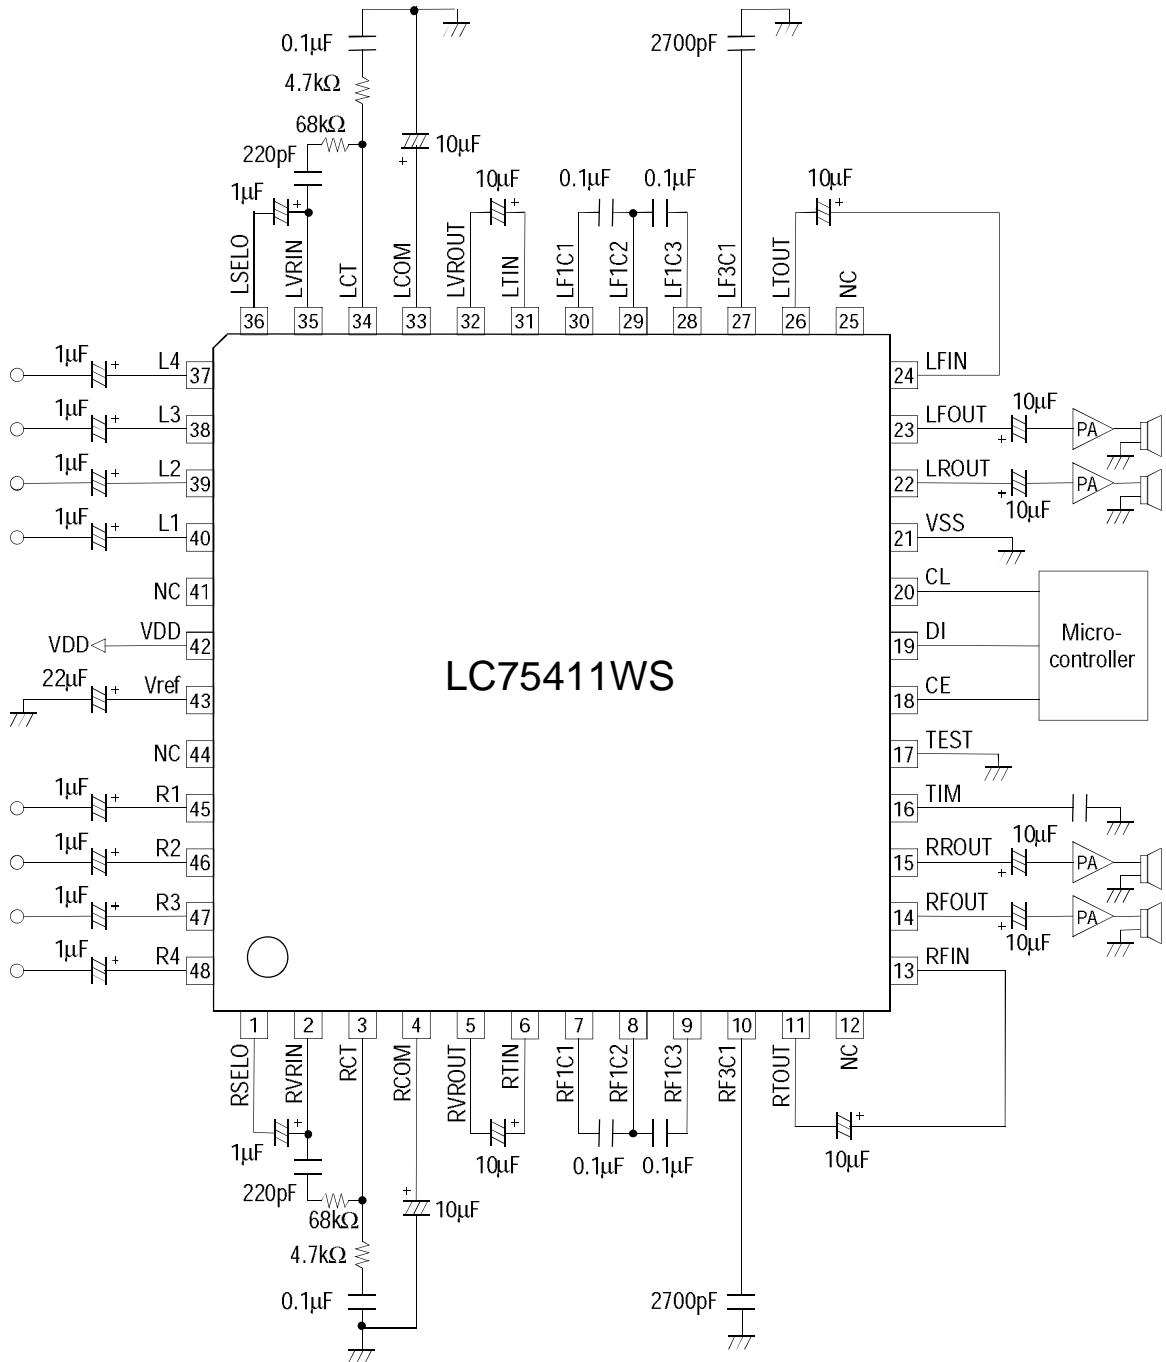 0.1µF
2700pF
4.7kΩ
68kΩ
10µF
220pF
1µF
+
10µF
+
0.1µF
0.1µF
10µF
+
+
LSELO
LVRIN
LCT
LCOM
LVROUT
LTIN
LF1C1
LF1C2
LF1C3
LF3C1
LTOUT
NC
36
35
34
33
32
31
30
29
28
27
26
25
1µF
+
L4
37
24
LFIN
1µF
+
L3
38
23
LFOUT
+
10µF
PA
1µF
+
L2
39
22
LROUT
+
10µF
PA
1µF
+
L1
40
21
VSS
NC
41
20
CL
VDD
VDD
42
19
DI
Micro-
controller
LC75411WS
22µF
+
Vref
43
18
CE
NC
44
17
TEST
1µF
+
R1
45
16
TIM
1µF
+
R2
46
15
RROUT
+
10µF
PA
1µF
+
R3
47
14
RFOUT
+
10µF
PA
1µF
+
R4
48
13
RFIN
1
2
3
4
5
6
7
8
9
10
11
12
RSELO
RVRIN
RCT
RCOM
RVROUT
RTIN
RF1C1
RF1C2
RF1C3
RF3C1
RTOUT
NC
1µF
+
10µF
+
0.1µF
0.1µF
10µF
+
220pF
68kΩ
+
10µF
4.7kΩ
0.1µF
2700pF